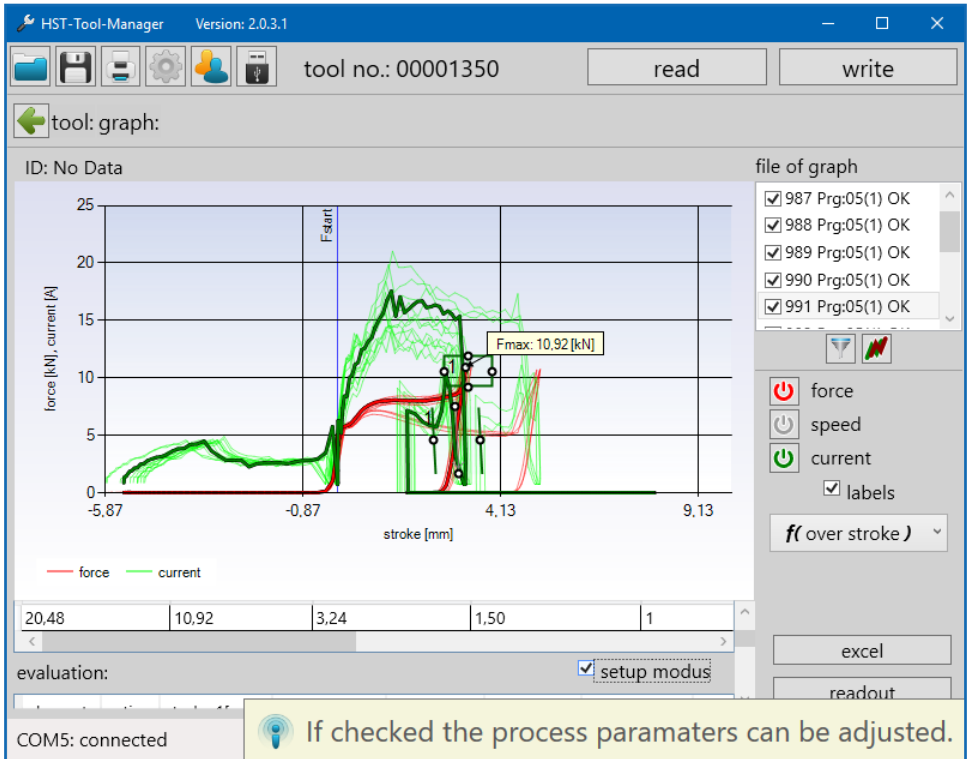 HST-Tool-Manager Version: 2.0.3.1
tool no.: 00001350 read write
tool: graph:
ID: No Data
file of graph
987 Prg:05(1) OK
988 Prg:05(1) OK
989 Prg:05(1) OK
990 Prg:05(1) OK
991 Prg:05(1) OK
25
20
15
10
5
0
force [kN], current [A]
Fstart
Fmax: 10,92 [kN]
1
1
-5,87 -0,87 4,13 9,13
stroke [mm]
force current
force
speed
current
labels
f( over stroke )
20,48 10,92 3,24 1,50 1
excel
evaluation: setup modus
readout
COM5: connected
If checked the process paramaters can be adjusted.